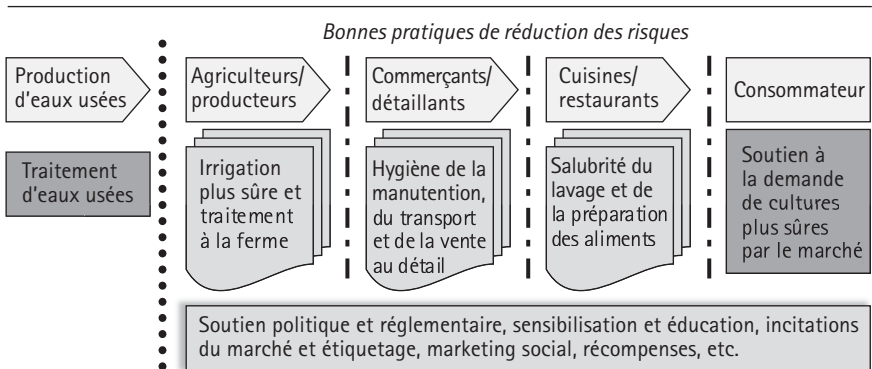 Bonnes pratiques de réduction des risques
Production
d'eaux usées
Agriculteurs/
producteurs
Commerçants/
détaillants
Cuisines/
restaurants
Consommateur
Traitement
d'eaux usées
Irrigation
plus sûre et
traitement
à la ferme
Hygiène de la
manutention,
du transport
et de la vente
au détail
Salubrité du
lavage et de
la préparation
des aliments
Soutien à
la demande
de cultures
plus sûres
par le marché
Soutien politique et réglementaire, sensibilisation et éducation, incitations
du marché et étiquetage, marketing social, récompenses, etc.